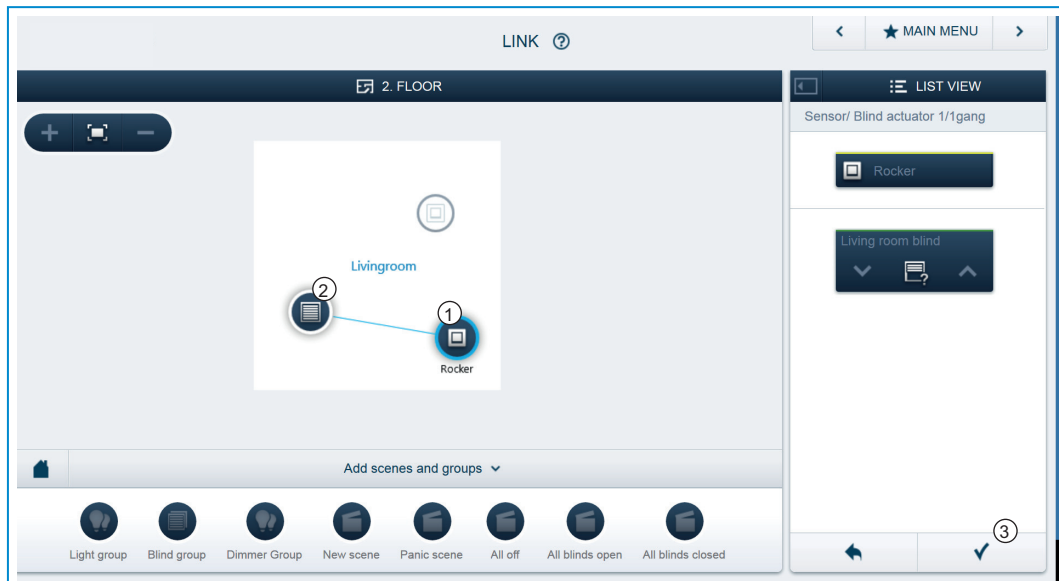 LINK ?
MAIN MENU
2. FLOOR
LIST VIEW
Sensor/ Blind actuator 1/1gang
Rocker
Living room blind
?
Livingroom
2
1
Rocker
Add scenes and groups
Light group
Blind group
Dimmer Group
New scene
Panic scene
All off
All blinds open
All blinds closed
3